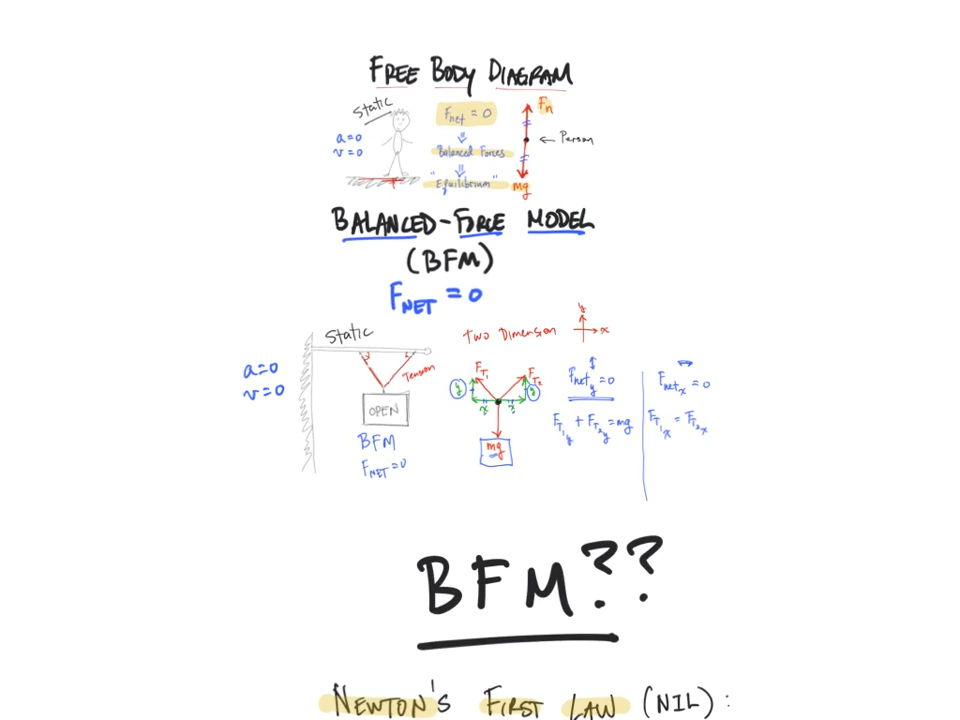 FREE BODY DIAGRAM
Static
a=0
v=0
Fnet = 0
⇓
Balanced Forces
⇓
"Equilibrium"
Fn
← Person
mg
BALANCED-FORCE MODEL
(BFM)
FNET = 0
Static
a=0
v=0
Tension
OPEN
BFM
FNET=0
Two Dimension
y
x
FT1
FT2
y
y
x
x
mg
Fnet y = 0
FT1y + FT2y = mg
Fnet x = 0
FT1x = FT2x
BFM??
NEWTON'S FIRST LAW (N1L):